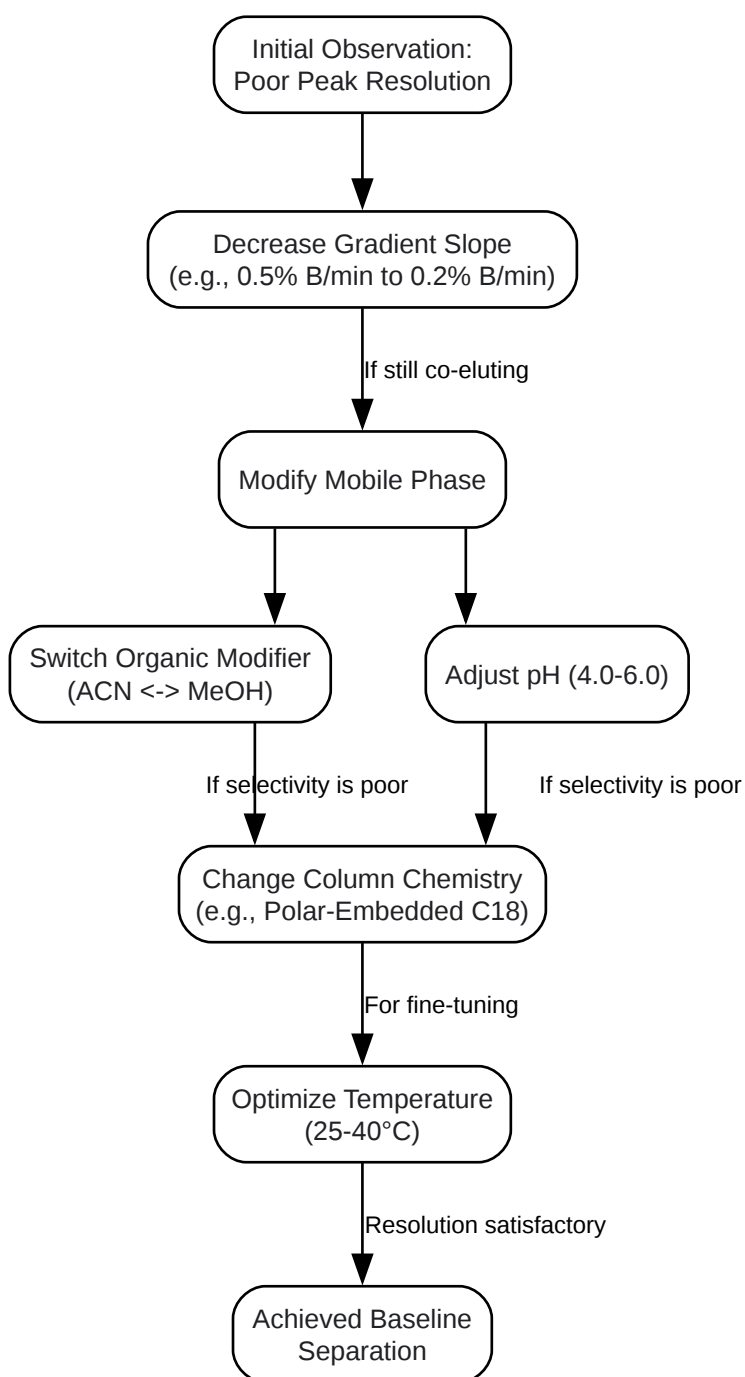 Initial Observation:
Poor Peak Resolution
Decrease Gradient Slope
(e.g., 0.5% B/min to 0.2% B/min)
If still co-eluting
Modify Mobile Phase
Switch Organic Modifier
(ACN <-> MeOH)
Adjust pH (4.0-6.0)
If selectivity is poor
If selectivity is poor
Change Column Chemistry
(e.g., Polar-Embedded C18)
For fine-tuning
Optimize Temperature
(25-40°C)
Resolution satisfactory
Achieved Baseline
Separation